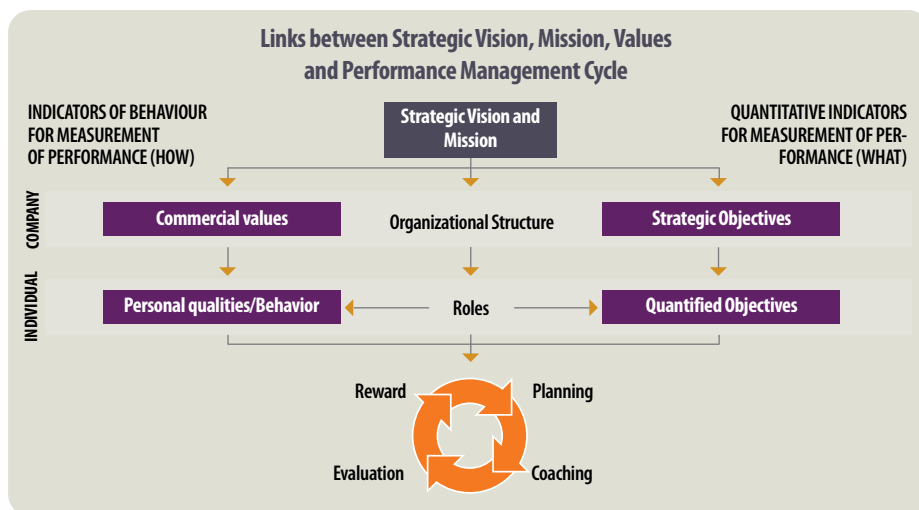 Links between Strategic Vision, Mission, Values
and Performance Management Cycle
INDICATORS OF BEHAVIOUR
FOR MEASUREMENT
OF PERFORMANCE (HOW)
Strategic Vision and
Mission
QUANTITATIVE INDICATORS
FOR MEASUREMENT OF PER-
FORMANCE (WHAT)
COMPANY
Commercial values
Organizational Structure
Strategic Objectives
INDIVIDUAL
Personal qualities/Behavior
Roles
Quantified Objectives
Reward
Planning
Evaluation
Coaching